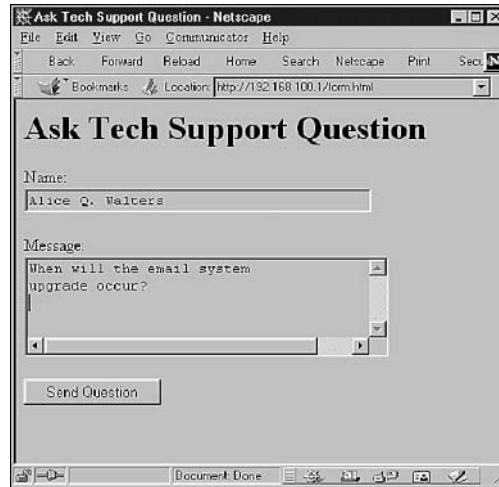 Ask Tech Support Question - Netscape
File Edit View Go Communicator Help
Back Forward Reload Home Search Netscape Print Secu
Bookmarks Location: http://192.168.100.1/form.html
Ask Tech Support Question
Name:
Alice Q. Walters
Message:
When will the email system
upgrade occur?
Send Question
Document: Done